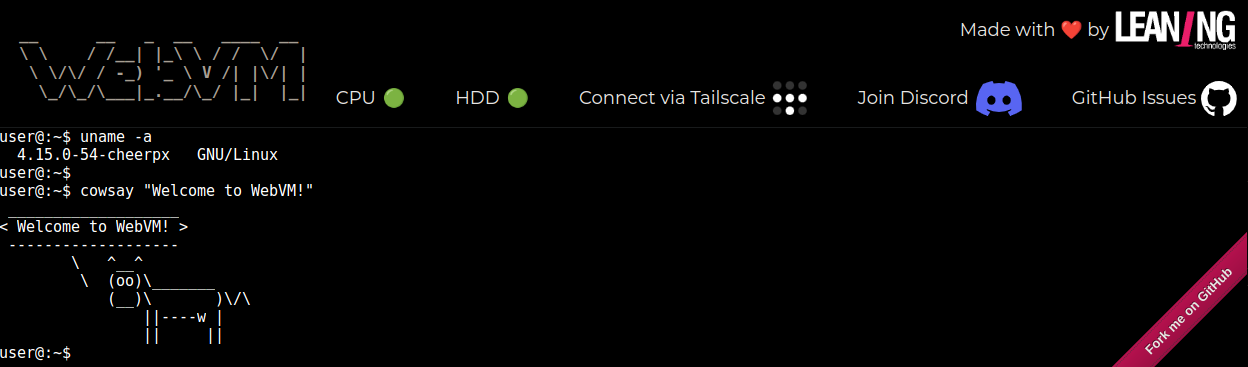 Made with ❤️ by LEANING technologies
WebVM
CPU
HDD
Connect via Tailscale
Join Discord
GitHub Issues
user@:~$ uname -a
  4.15.0-54-cheerpx   GNU/Linux
user@:~$
user@:~$ cowsay "Welcome to WebVM!"
 ___________________
< Welcome to WebVM! >
 -------------------
        \   ^__^
         \  (oo)\_______
            (__)\       )\/\
                ||----w |
                ||     ||
user@:~$
Fork me on GitHub